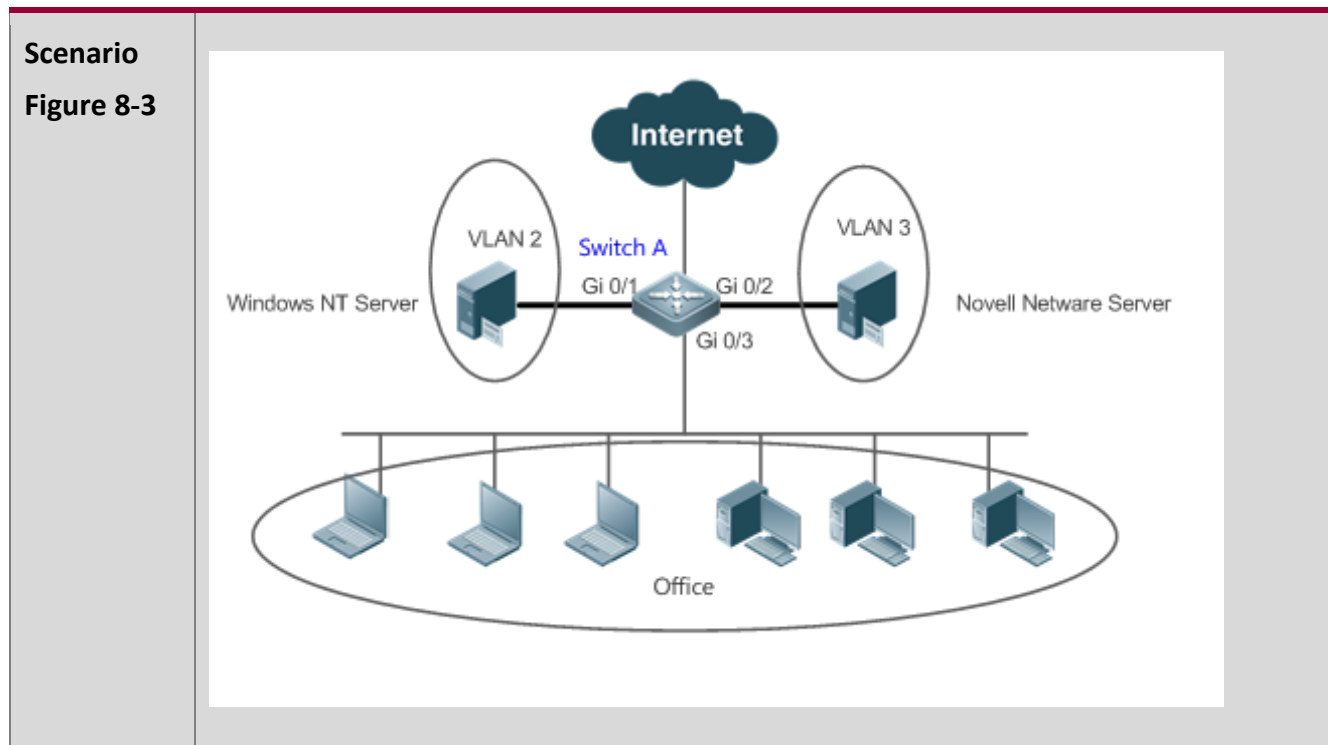 Scenario
Figure 8-3
Internet
VLAN 2
VLAN 3
Switch A
Gi 0/1
Gi 0/2
Windows NT Server
Novell Netware Server
Gi 0/3
Office